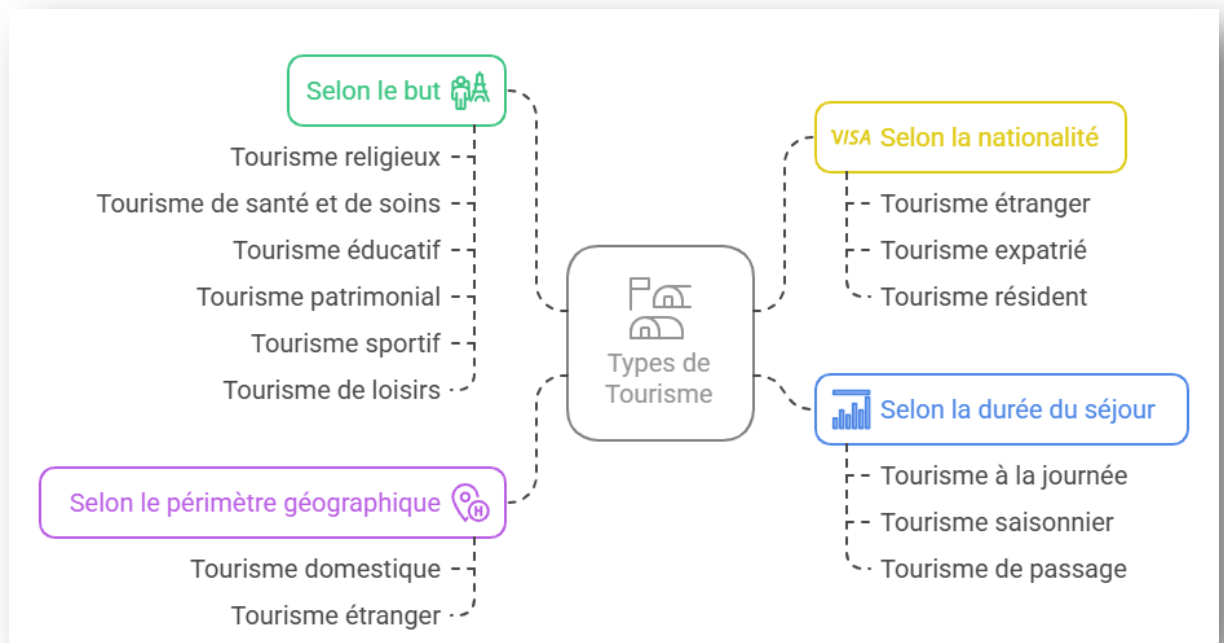 Selon le but
Tourisme religieux
Tourisme de santé et de soins
Tourisme éducatif
Tourisme patrimonial
Tourisme sportif
Tourisme de loisirs
Selon le périmètre géographique
H
Tourisme domestique
Tourisme étranger
Types de
Tourisme
VISA Selon la nationalité
Tourisme étranger
Tourisme expatrié
Tourisme résident
Selon la durée du séjour
Tourisme à la journée
Tourisme saisonnier
Tourisme de passage